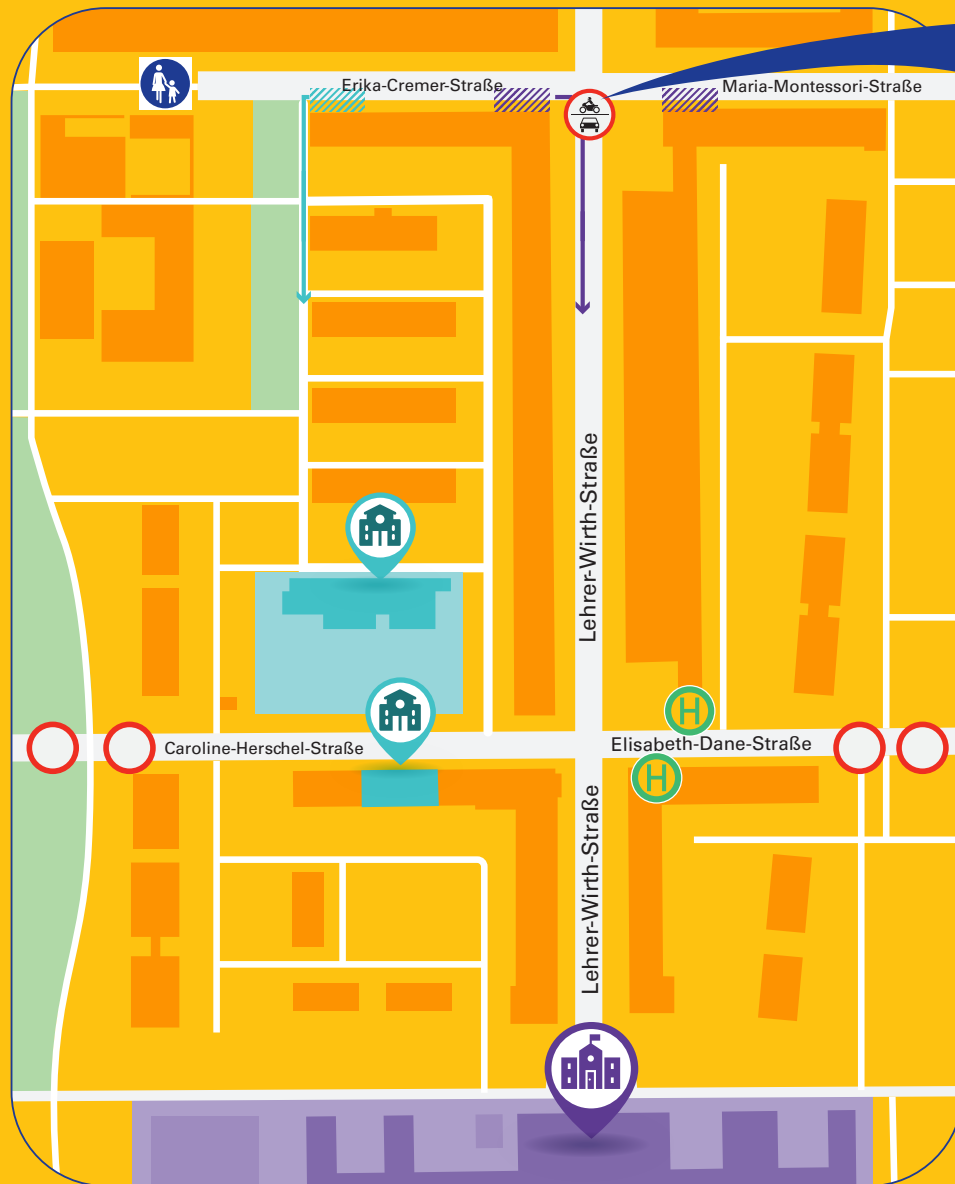 Erika-Cremer-Straße
Maria-Montessori-Straße
Lehrer-Wirth-Straße
H
Caroline-Herschel-Straße
Elisabeth-Dane-Straße
H
Lehrer-Wirth-Straße